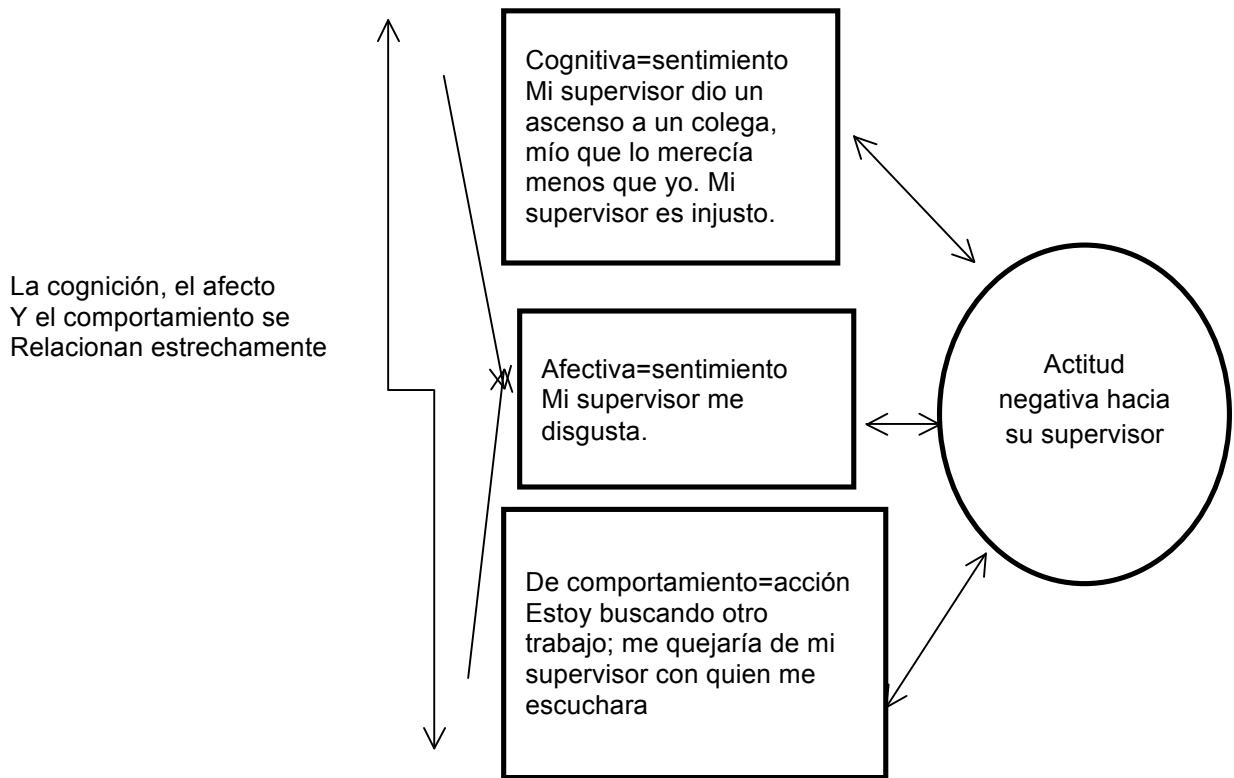 Cognitiva=sentimiento
Mi supervisor dio un
ascenso a un colega,
mío que lo merecía
menos que yo. Mi
supervisor es injusto.
La cognición, el afecto
Y el comportamiento se
Relacionan estrechamente
Afectiva=sentimiento
Mi supervisor me
disgusta.
Actitud
negativa hacia
su supervisor
De comportamiento=acción
Estoy buscando otro
trabajo; me quejaría de mi
supervisor con quien me
escuchara